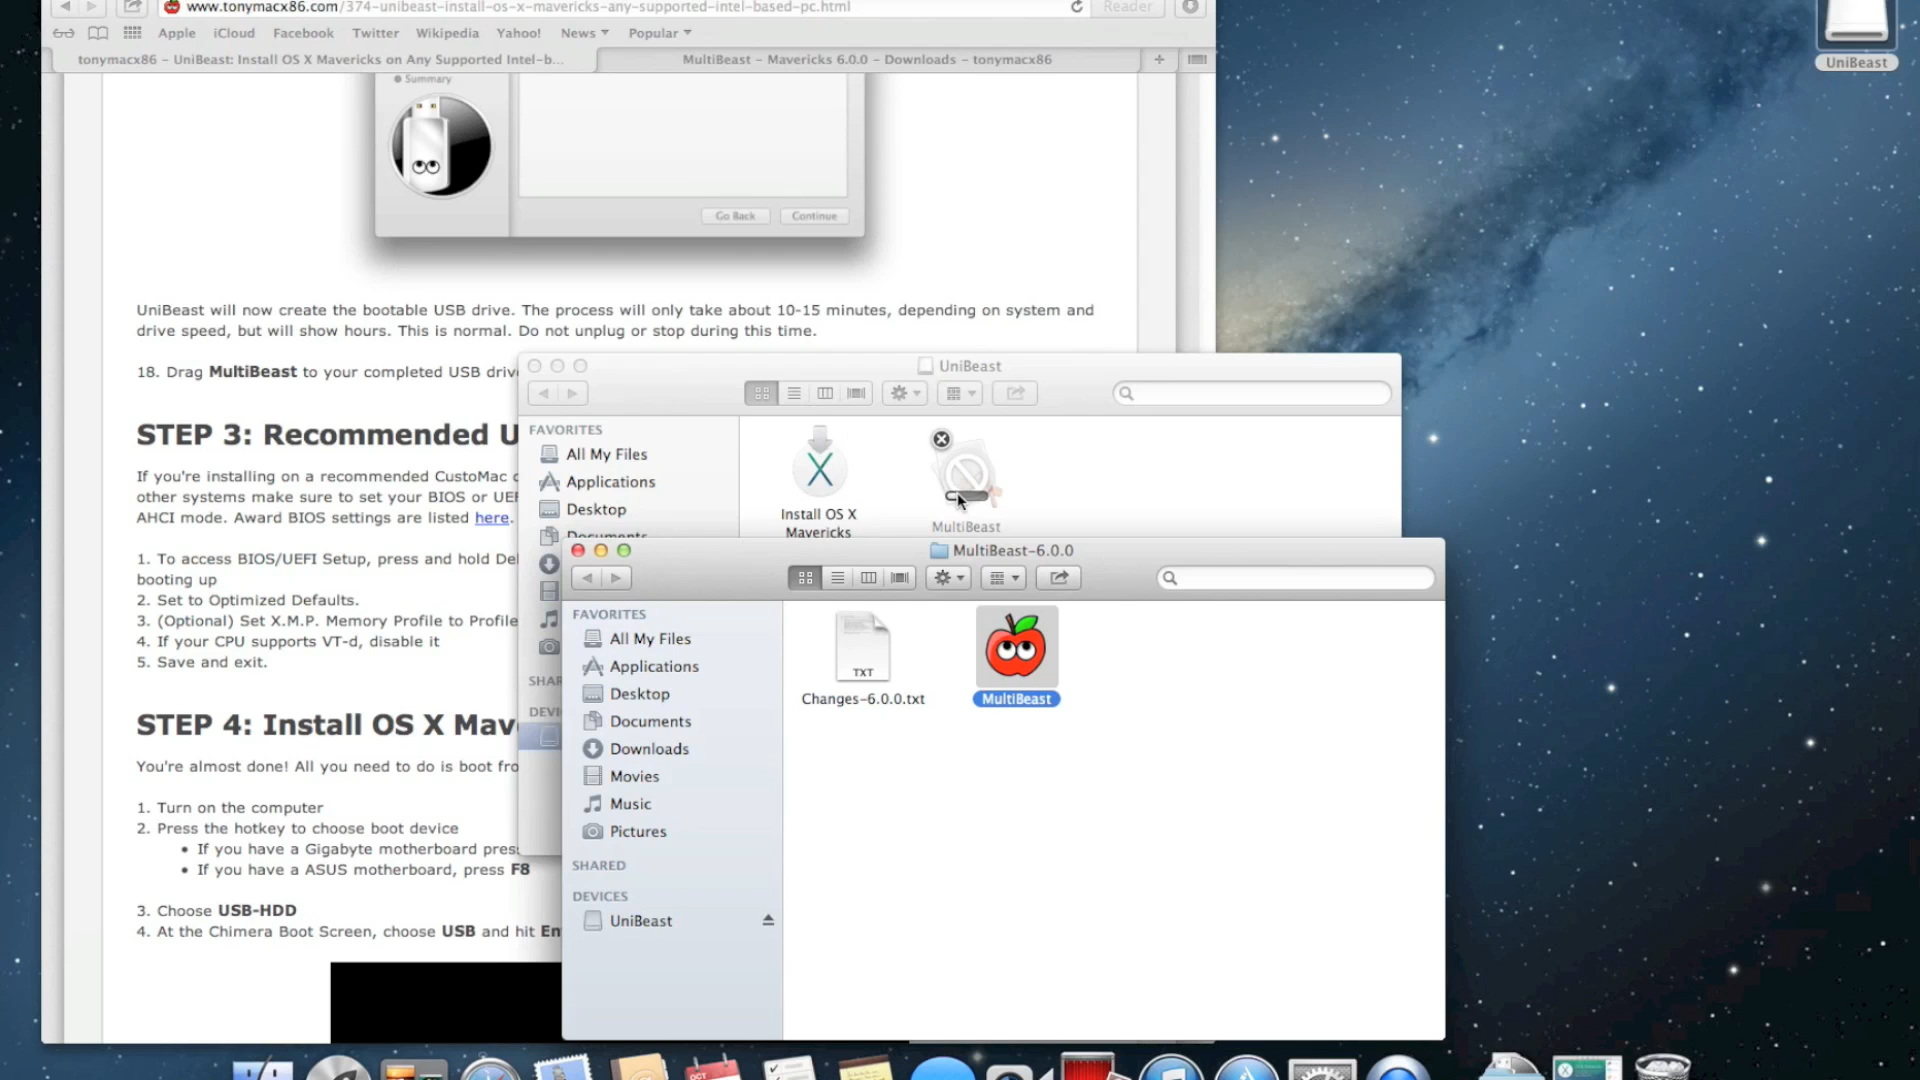 www.tonymacx86.com/374-unibeast-install-os-x-mavericks-any-supported-intel-based-pc.html
Reader
Apple iCloud Facebook Twitter Wikipedia Yahoo! News Popular
tonymacx86 – UniBeast: Install OS X Mavericks on Any Supported Intel-b...
MultiBeast – Mavericks 6.0.0 – Downloads – tonymacx86
UniBeast
Summary
Go Back Continue
UniBeast will now create the bootable USB drive. The process will only take about 10-15 minutes, depending on system and
drive speed, but will show hours. This is normal. Do not unplug or stop during this time.
18. Drag MultiBeast to your completed USB driv
STEP 3: Recommended U
If you're installing on a recommended CustoMac
other systems make sure to set your BIOS or UEF
AHCI mode. Award BIOS settings are listed here.
1. To access BIOS/UEFI Setup, press and hold Del
booting up
2. Set to Optimized Defaults.
3. (Optional) Set X.M.P. Memory Profile to Profile
4. If your CPU supports VT-d, disable it
5. Save and exit.
STEP 4: Install OS X Mav
You're almost done! All you need to do is boot fro
1. Turn on the computer
2. Press the hotkey to choose boot device
• If you have a Gigabyte motherboard press
• If you have a ASUS motherboard, press F8
3. Choose USB-HDD
4. At the Chimera Boot Screen, choose USB and hit En
UniBeast
FAVORITES
All My Files
Applications
Desktop
Documents
SHAR
DEVI
Install OS X
Mavericks
MultiBeast
MultiBeast-6.0.0
FAVORITES
All My Files
Applications
Desktop
Documents
Downloads
Movies
Music
Pictures
SHARED
DEVICES
UniBeast
TXT
Changes-6.0.0.txt
MultiBeast
OCT